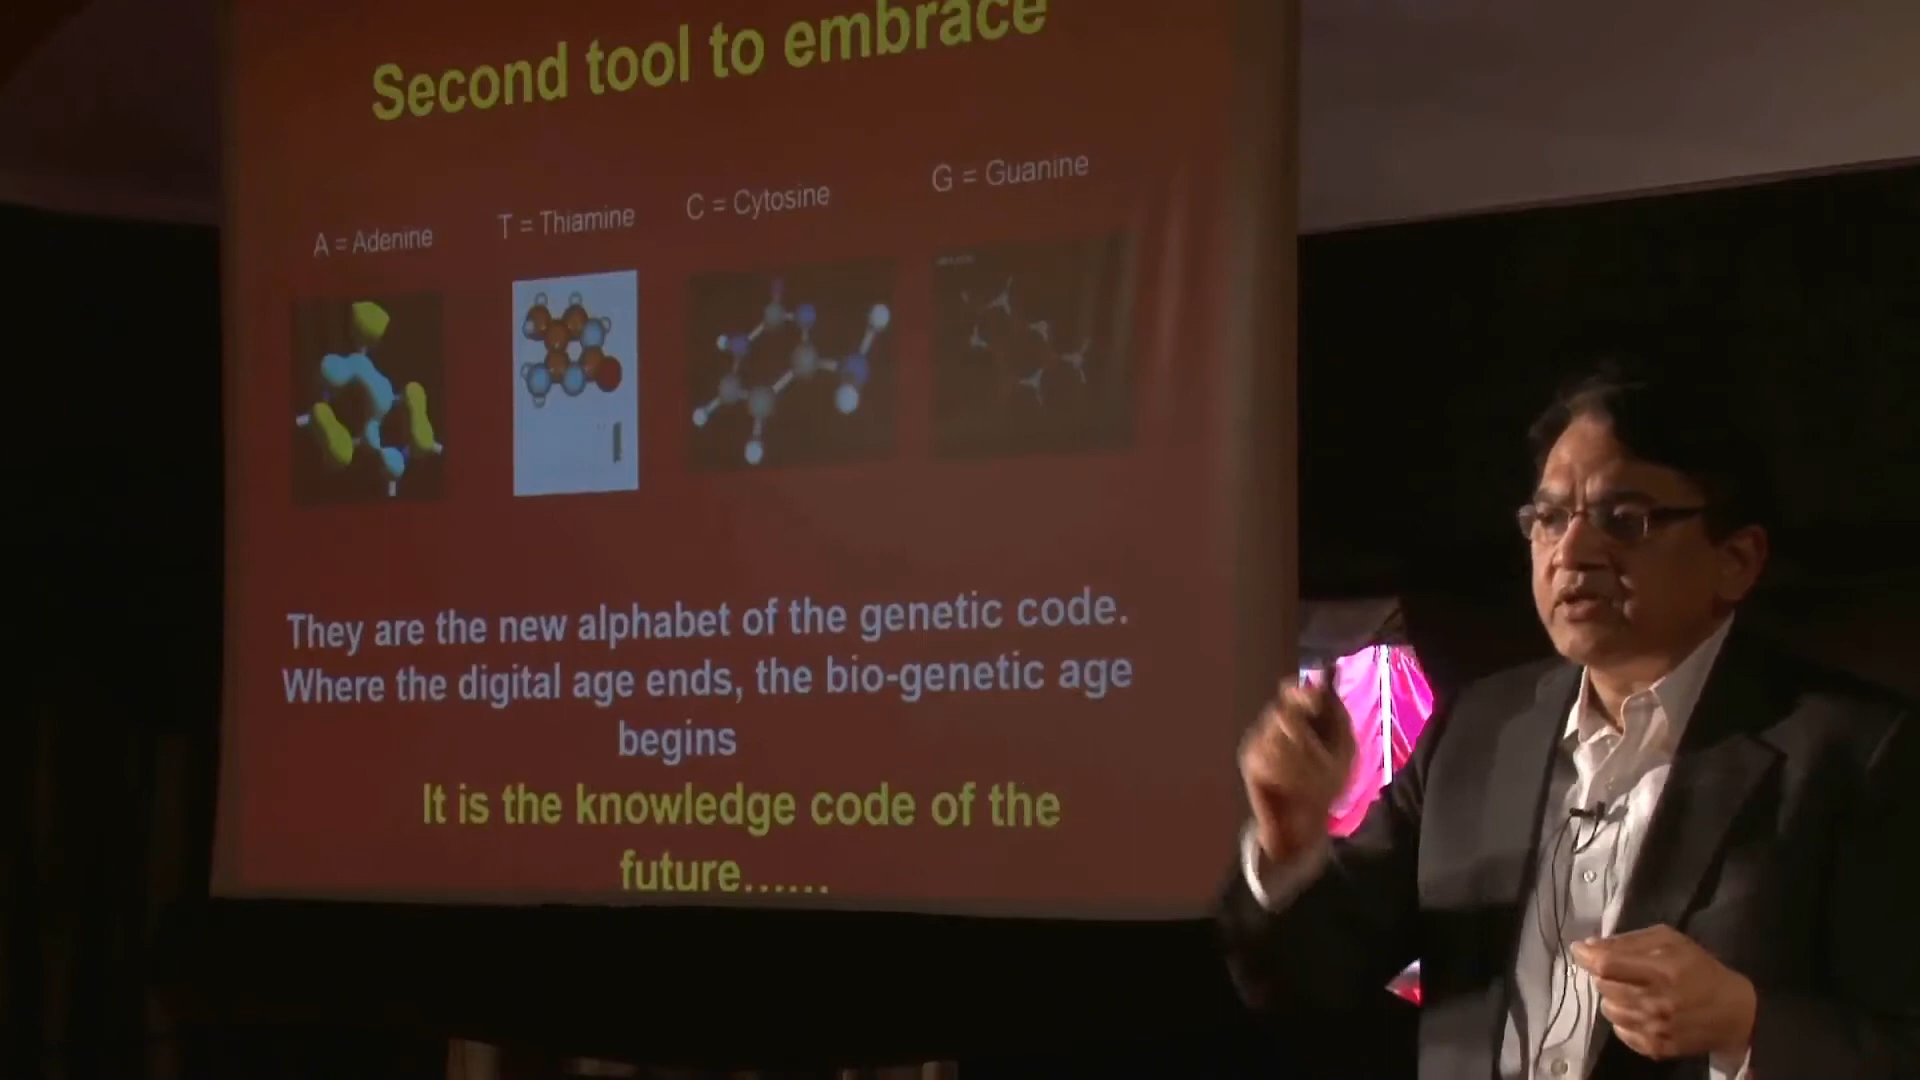 Second tool to embrace
A = Adenine
T = Thiamine
C = Cytosine
G = Guanine
They are the new alphabet of the genetic code.
Where the digital age ends, the bio-genetic age
begins
It is the knowledge code of the
future......